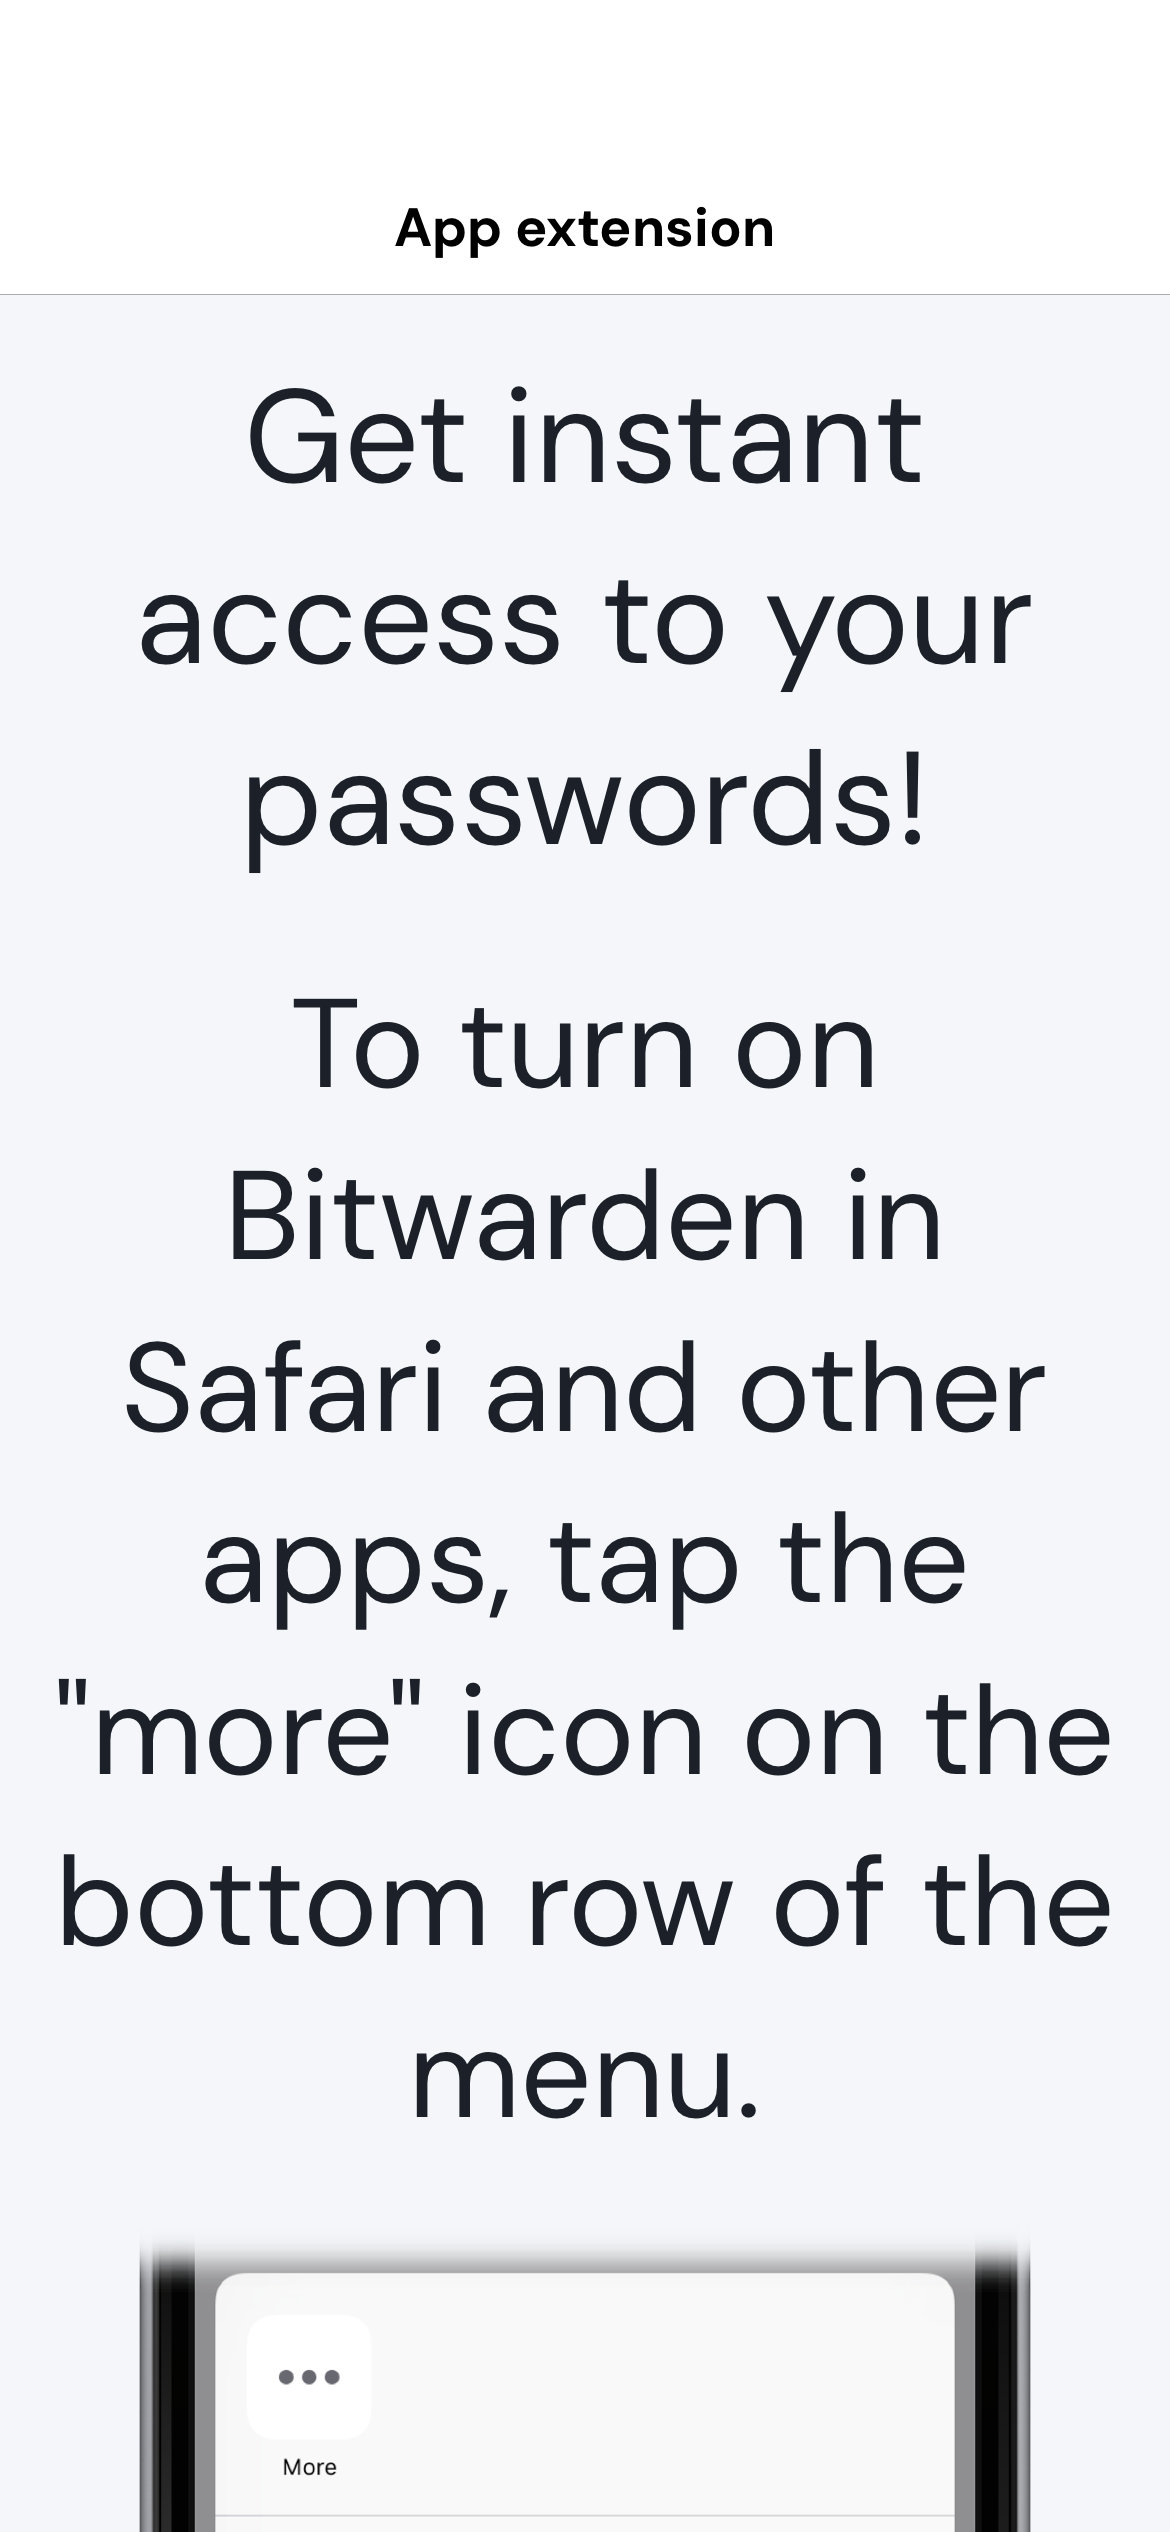 App extension
Get instant
access to your
passwords!
To turn on
Bitwarden in
Safari and other
apps, tap the
"more" icon on the
bottom row of the
menu.
More